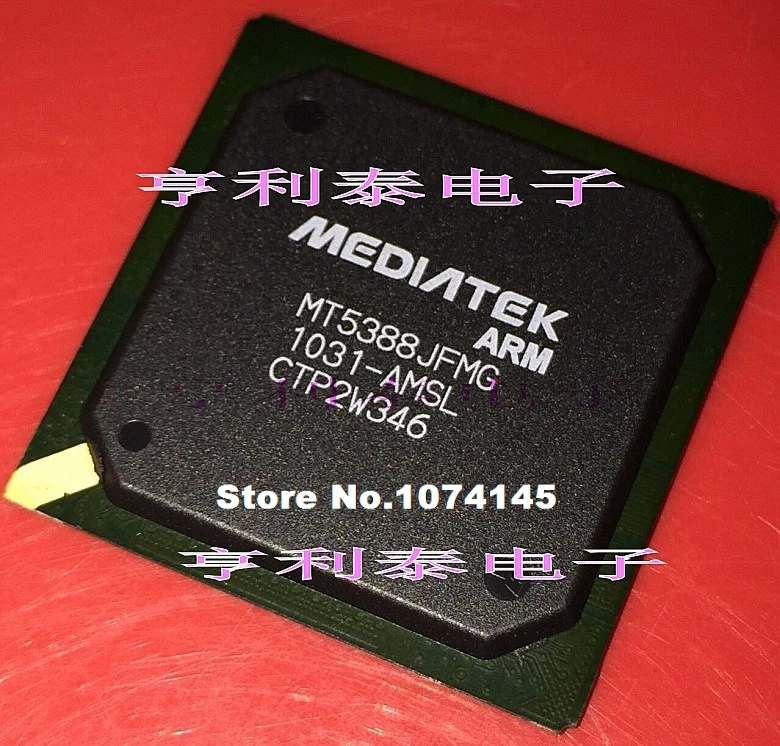 亨利泰电子
MEDIATEK
ARM
MT5388JFMG
1031-AMSL
CTP2W346
Store No.1074145
亨利泰电子